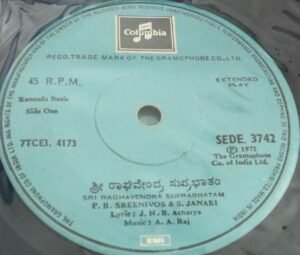 Columbia
REGD. TRADE MARK OF THE GRAMOPHONE CO., LTD.
45 R.P.M.
EXTENDED PLAY
Kannada Basic
Side One
7TCEI. 4173
SEDE. 3742
℗ 1972
The Gramophone
Co. of India Ltd.
ಶ್ರೀ ರಾಘವೇಂದ್ರ ಸುಪ್ರಭಾತಂ
SRI RAGHAVENDRA SUPRABHATAM
P. B. SREENIVOS & S. JANAKI
Lyric : J. H. B. Acharya
Music : A. A. Raj
EMI